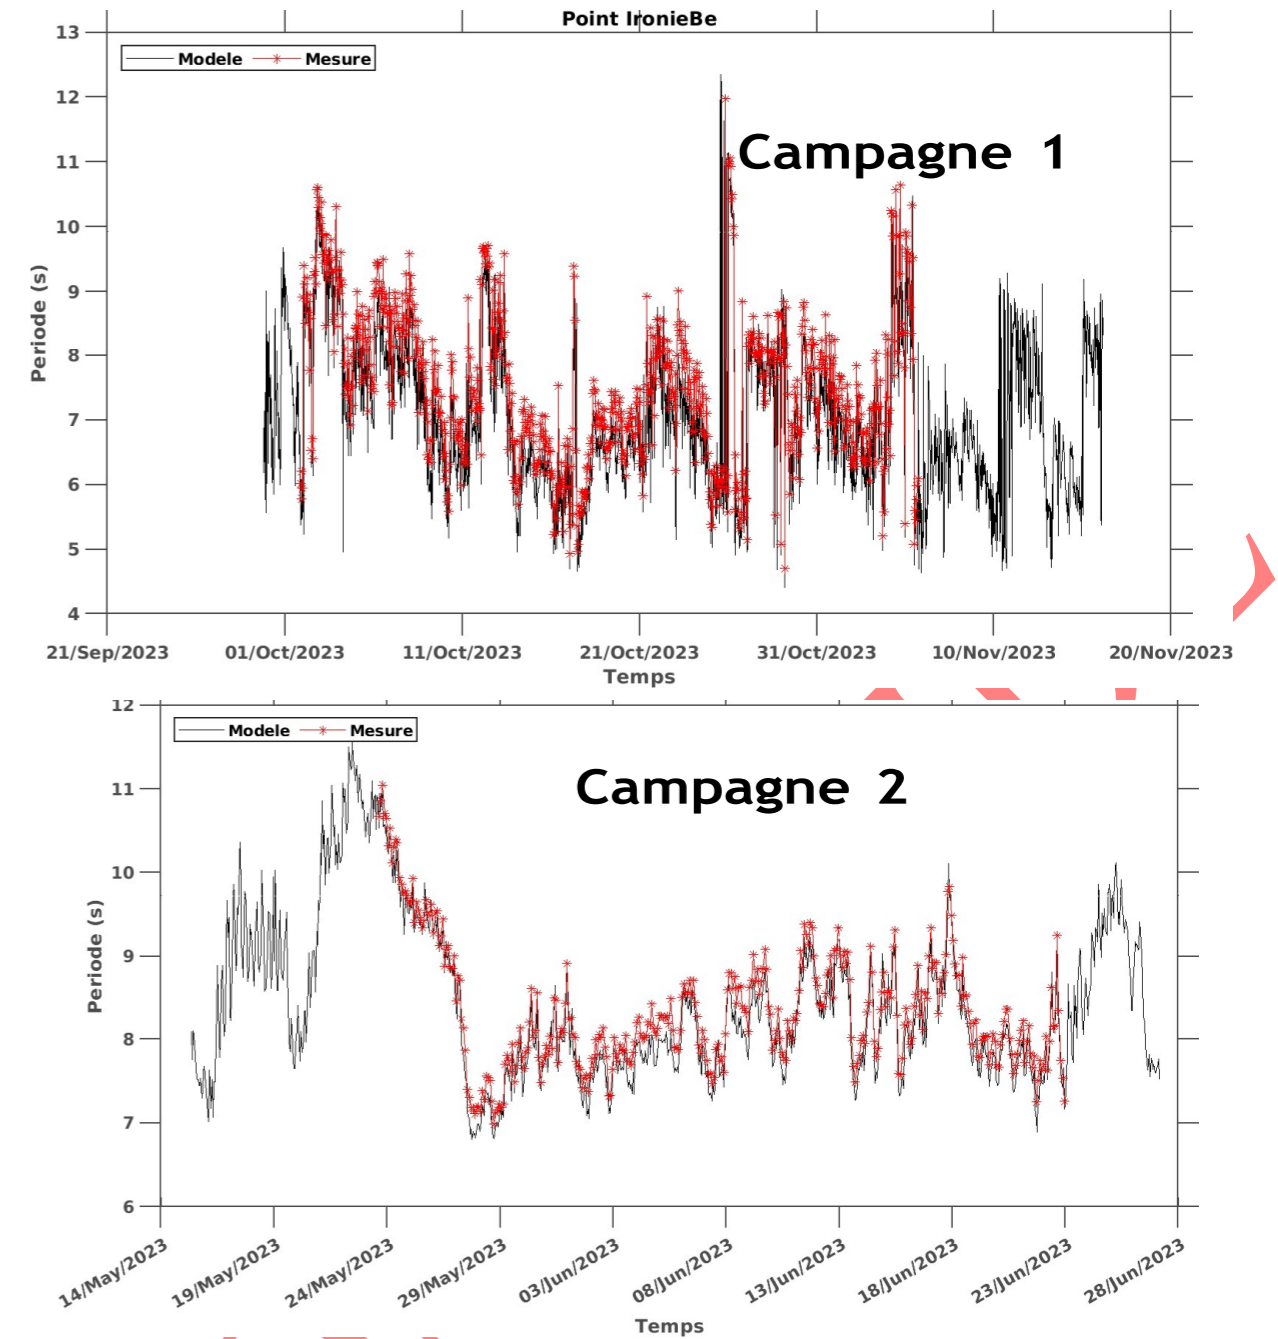 Point IronieBe
13
Modele Mesure
12
Campagne 1
11
10
9
8
7
6
5
4
Periode (s)
21/Sep/2023 01/Oct/2023 11/Oct/2023 21/Oct/2023 31/Oct/2023 10/Nov/2023 20/Nov/2023
Temps
12
Modele Mesure
Campagne 2
11
10
9
8
7
6
Periode (s)
14/May/2023 19/May/2023 24/May/2023 29/May/2023 03/Jun/2023 08/Jun/2023 13/Jun/2023 18/Jun/2023 23/Jun/2023 28/Jun/2023
Temps